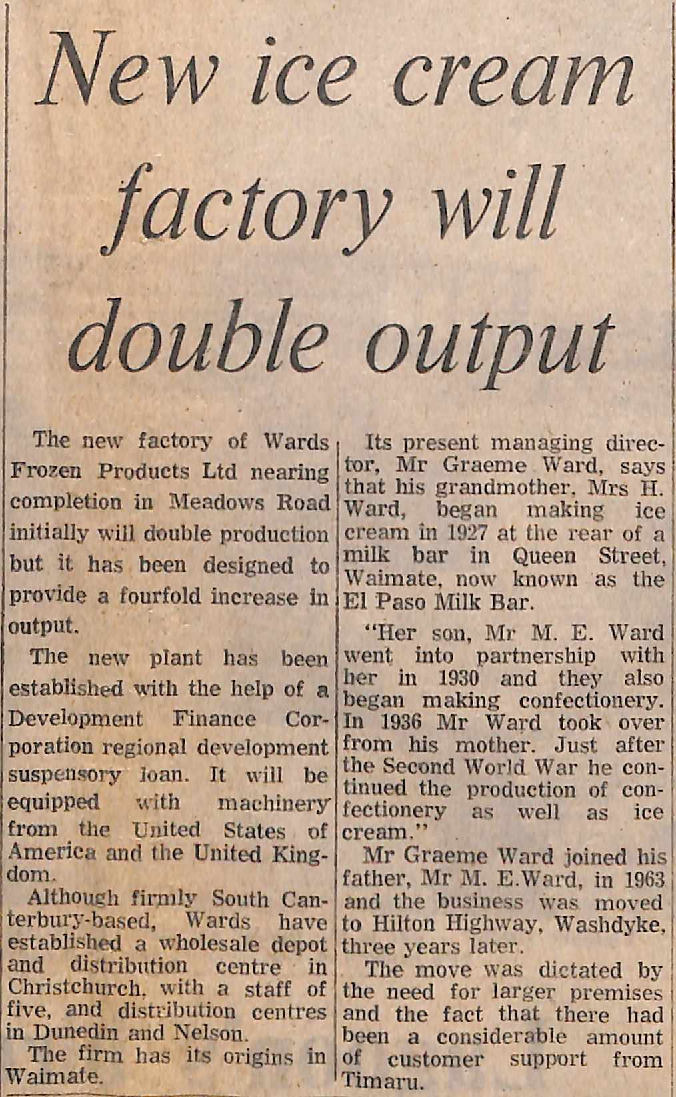 New ice cream
factory will
double output
The new factory of Wards
Frozen Products Ltd nearing
completion in Meadows Road
initially will double production
but it has been designed to
provide a fourfold increase in
output.
The new plant has been
established with the help of a
Development Finance Cor-
poration regional development
suspensory loan. It will be
equipped with machinery
from the United States of
America and the United King-
dom.
Although firmly South Can-
terbury-based, Wards have
established a wholesale depot
and distribution centre in
Christchurch, with a staff of
five, and distribution centres
in Dunedin and Nelson.
The firm has its origins in
Waimate.
Its present managing direc-
tor, Mr Graeme Ward, says
that his grandmother, Mrs H.
Ward, began making ice
cream in 1927 at the rear of a
milk bar in Queen Street,
Waimate, now known as the
El Paso Milk Bar.
"Her son, Mr M. E. Ward
went into partnership with
her in 1930 and they also
began making confectionery.
In 1936 Mr Ward took over
from his mother. Just after
the Second World War he con-
tinued the production of con-
fectionery as well as ice
cream."
Mr Graeme Ward joined his
father, Mr M. E.Ward, in 1963
and the business was moved
to Hilton Highway, Washdyke,
three years later.
The move was dictated by
the need for larger premises
and the fact that there had
been a considerable amount
of customer support from
Timaru.